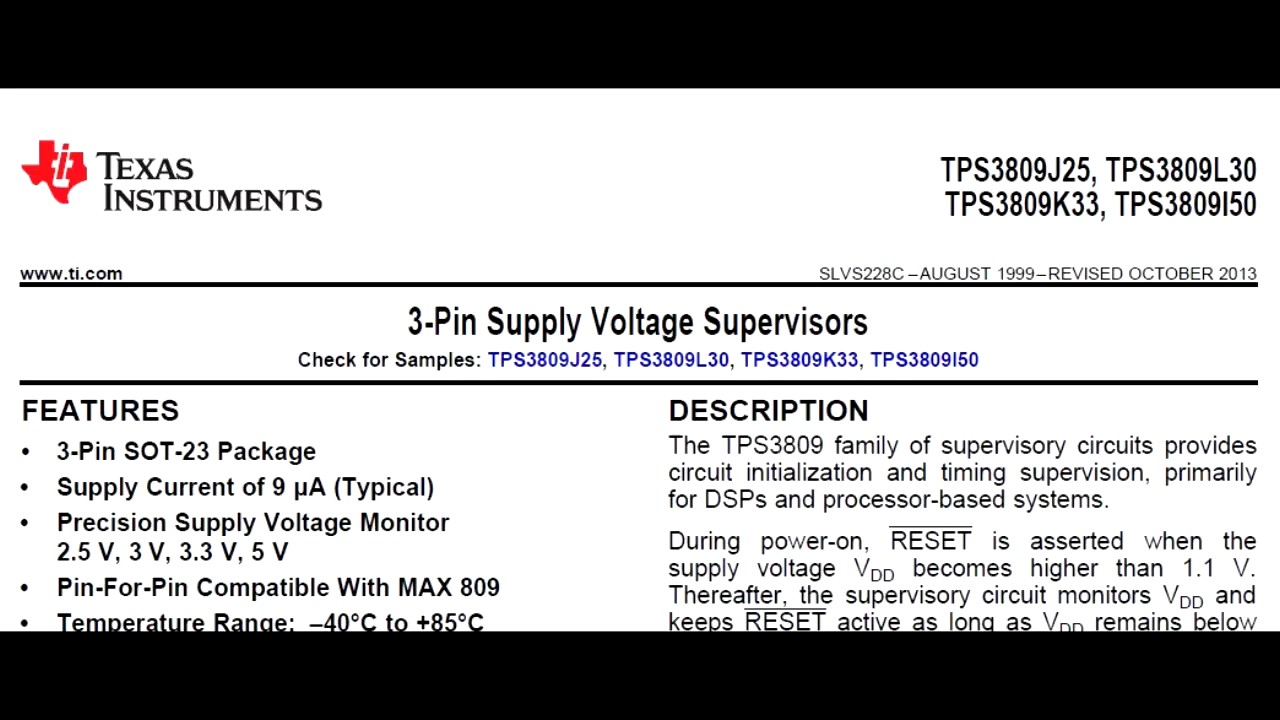 TEXAS
INSTRUMENTS
TPS3809J25, TPS3809L30
TPS3809K33, TPS3809I50
www.ti.com
SLVS228C – AUGUST 1999 – REVISED OCTOBER 2013
3-Pin Supply Voltage Supervisors
Check for Samples: TPS3809J25, TPS3809L30, TPS3809K33, TPS3809I50
FEATURES
• 3-Pin SOT-23 Package
• Supply Current of 9 µA (Typical)
• Precision Supply Voltage Monitor
2.5 V, 3 V, 3.3 V, 5 V
• Pin-For-Pin Compatible With MAX 809
• Temperature Range: –40°C to +85°C
DESCRIPTION
The TPS3809 family of supervisory circuits provides
circuit initialization and timing supervision, primarily
for DSPs and processor-based systems.
During power-on, RESET is asserted when the
supply voltage VDD becomes higher than 1.1 V.
Thereafter, the supervisory circuit monitors VDD and
keeps RESET active as long as VDD remains below